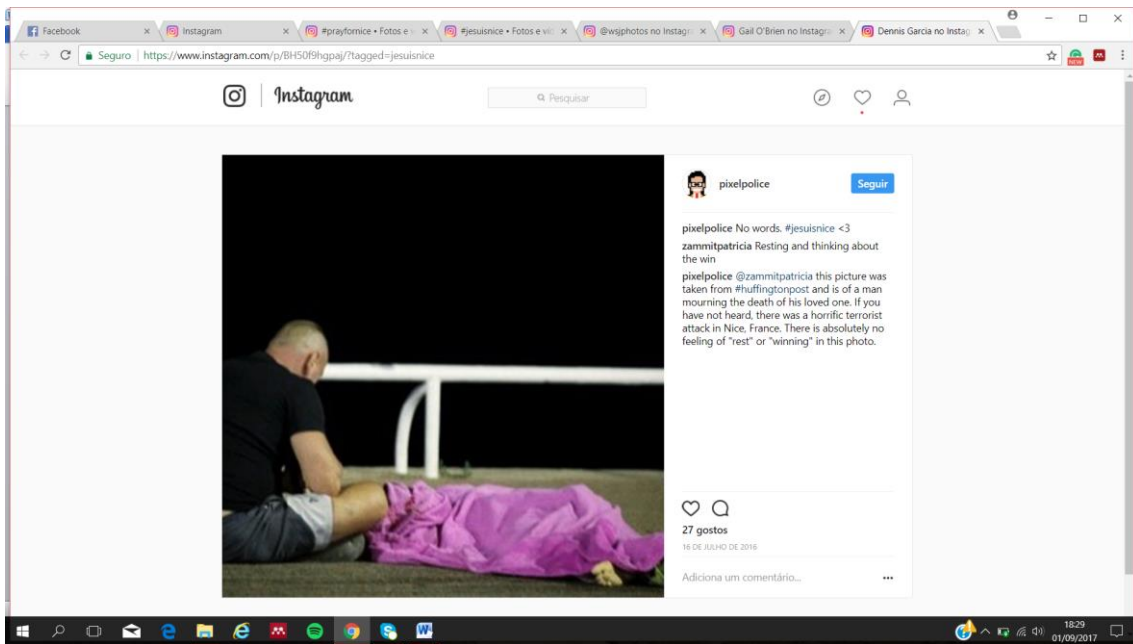 Facebook
Instagram
#prayfornice • Fotos e v
#jesuisnice • Fotos e vic
@wsjphotos no Instagr
Gail O'Brien no Instagra
Dennis Garcia no Instag
Seguro | https://www.instagram.com/p/BH50f9hgpaj/?tagged=jesuisnice
NEW
Instagram
Pesquisar
pixelpolice
Seguir
pixelpolice No words. #jesuisnice <3
zammitpatricia Resting and thinking about
the win
pixelpolice @zammitpatricia this picture was
taken from #huffingtonpost and is of a man
mourning the death of his loved one. If you
have not heard, there was a horrific terrorist
attack in Nice, France. There is absolutely no
feeling of "rest" or "winning" in this photo.
27 gostos
16 DE JULHO DE 2016
Adiciona um comentário...
18:29
01/09/2017